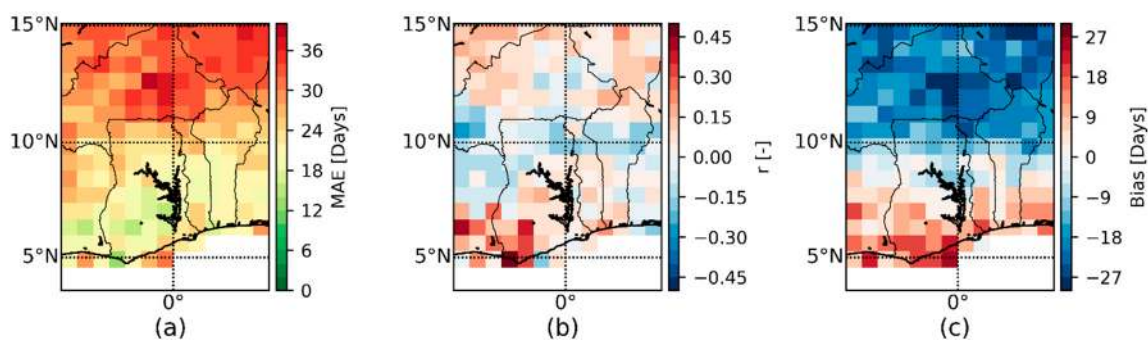 15°N
10°N
5°N
0°
(a)
36
30
24
18
12
6
0
MAE [Days]
15°N
10°N
5°N
0°
(b)
0.45
0.30
0.15
0.00
−0.15
−0.30
−0.45
r [-]
15°N
10°N
5°N
0°
(c)
27
18
9
0
−9
−18
−27
Bias [Days]